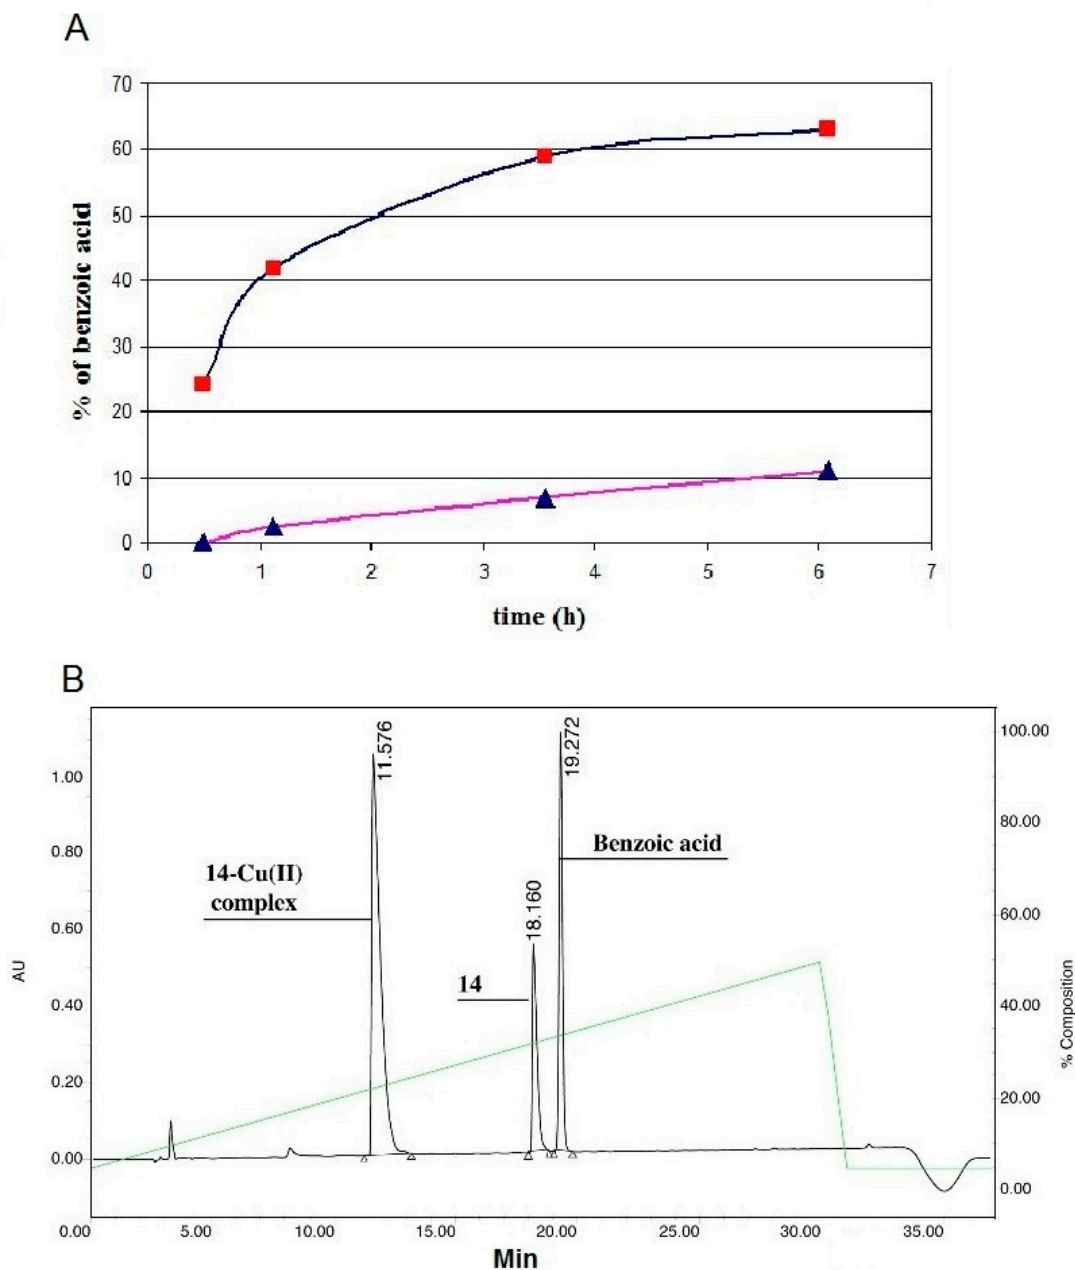 A
70
60
50
40
30
20
10
0
% of benzoic acid
0 1 2 3 4 5 6 7
time (h)
B
11.576
19.272
18.160
100.00
1.00
80.00
0.80
0.60
60.00
0.40
40.00
0.20
20.00
0.00
0.00
Benzoic acid
14-Cu(II)
complex
14
AU
% Composition
0.00 5.00 10.00 15.00 20.00 25.00 30.00 35.00
Min